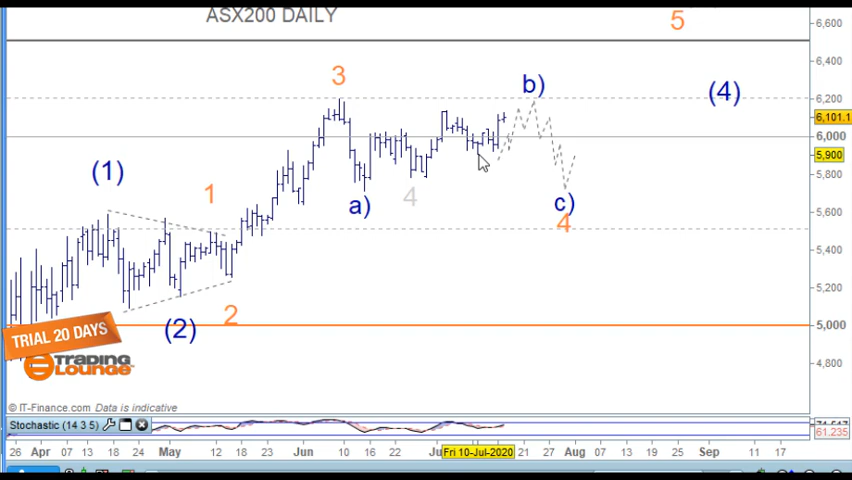 ASX200 DAILY
5
6,600
6,400
3
b)
(4)
6,200
6,101.1
6,000
5,900
(1)
5,800
1
a)
4
c)
4
5,600
5,400
5,200
2
(2)
5,000
TRIAL 20 DAYS
TRADING
LOUNGE
4,800
© IT-Finance.com Data is indicative
Stochastic (14 3 5)
61.235
26 Apr 07 13 18 24 May 07 12 18 23 Jun 10 16 22 Fri 10-Jul-2020 21 27 Aug 07 13 19 25 Sep 11 17